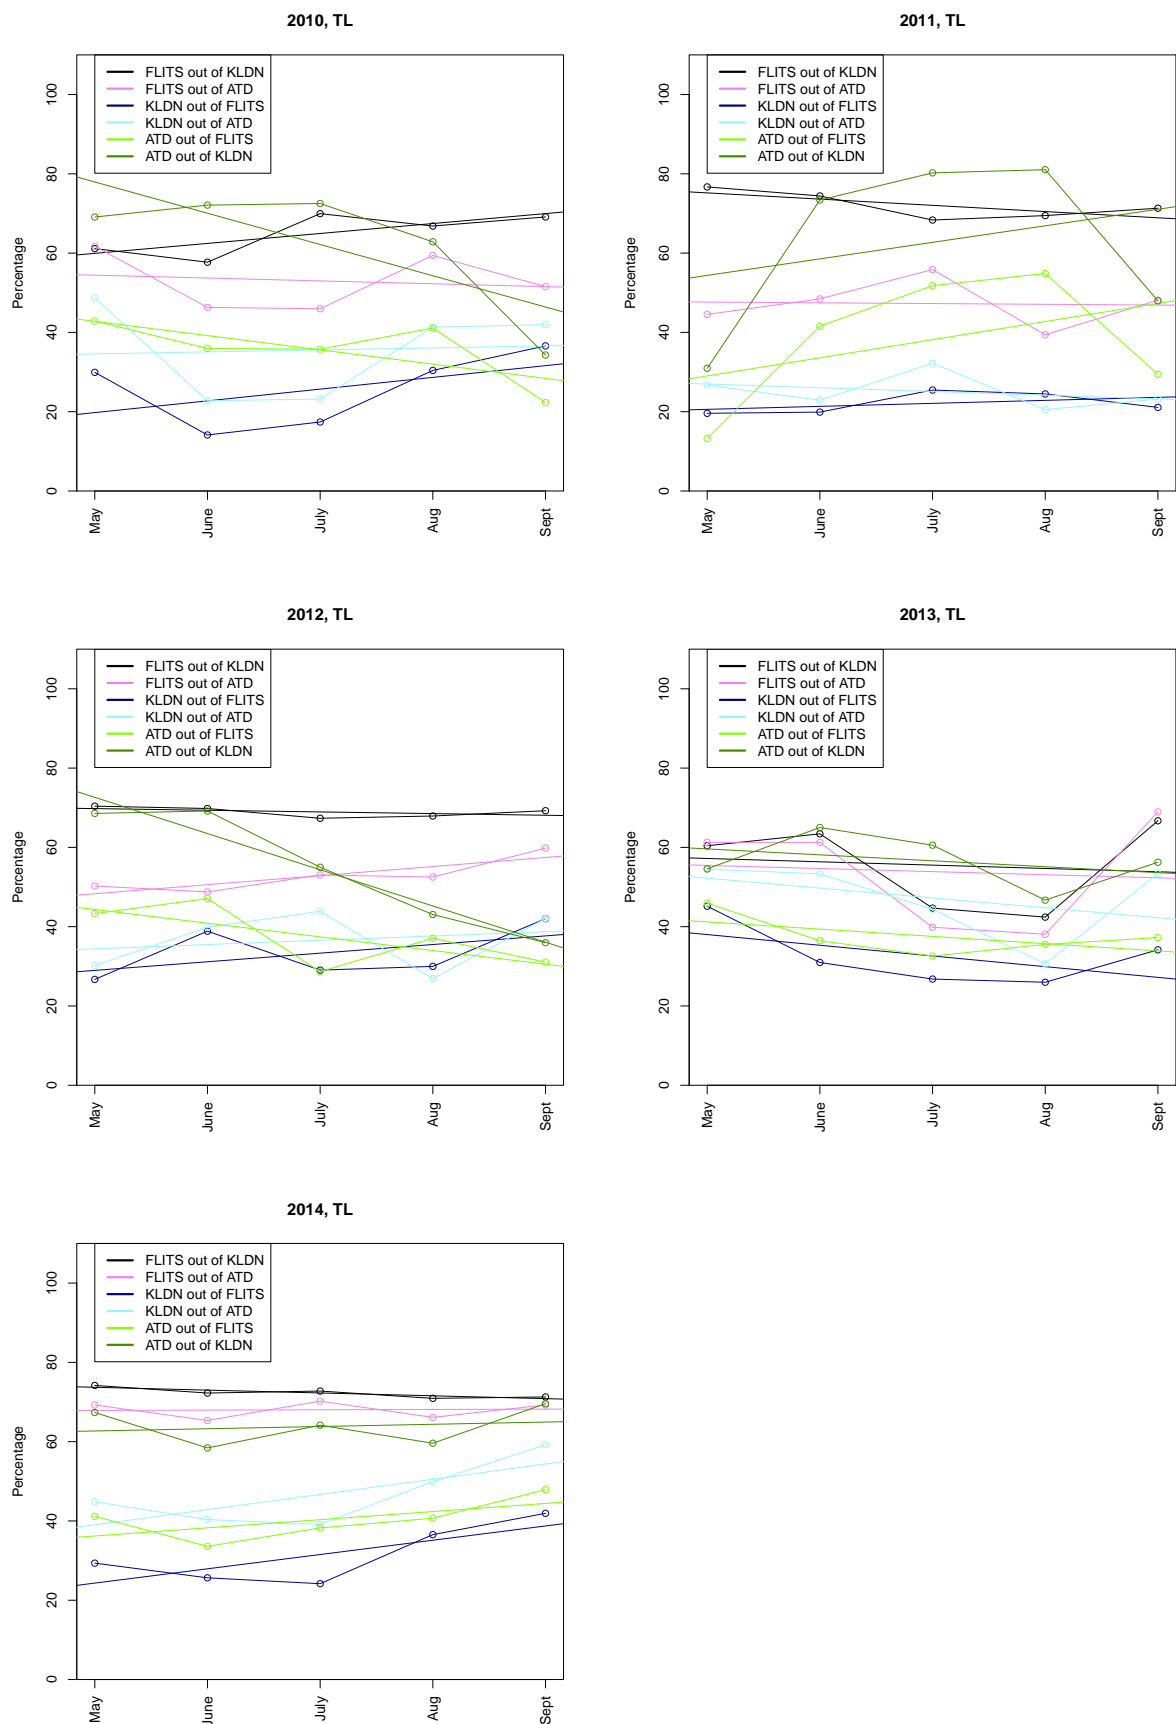 2010, TL
Percentage
0
20
40
60
80
100
FLITS out of KLDN
FLITS out of ATD
KLDN out of FLITS
KLDN out of ATD
ATD out of FLITS
ATD out of KLDN
May
June
July
Aug
Sept
2011, TL
Percentage
0
20
40
60
80
100
FLITS out of KLDN
FLITS out of ATD
KLDN out of FLITS
KLDN out of ATD
ATD out of FLITS
ATD out of KLDN
May
June
July
Aug
Sept
2012, TL
Percentage
0
20
40
60
80
100
FLITS out of KLDN
FLITS out of ATD
KLDN out of FLITS
KLDN out of ATD
ATD out of FLITS
ATD out of KLDN
May
June
July
Aug
Sept
2013, TL
Percentage
0
20
40
60
80
100
FLITS out of KLDN
FLITS out of ATD
KLDN out of FLITS
KLDN out of ATD
ATD out of FLITS
ATD out of KLDN
May
June
July
Aug
Sept
2014, TL
Percentage
0
20
40
60
80
100
FLITS out of KLDN
FLITS out of ATD
KLDN out of FLITS
KLDN out of ATD
ATD out of FLITS
ATD out of KLDN
May
June
July
Aug
Sept